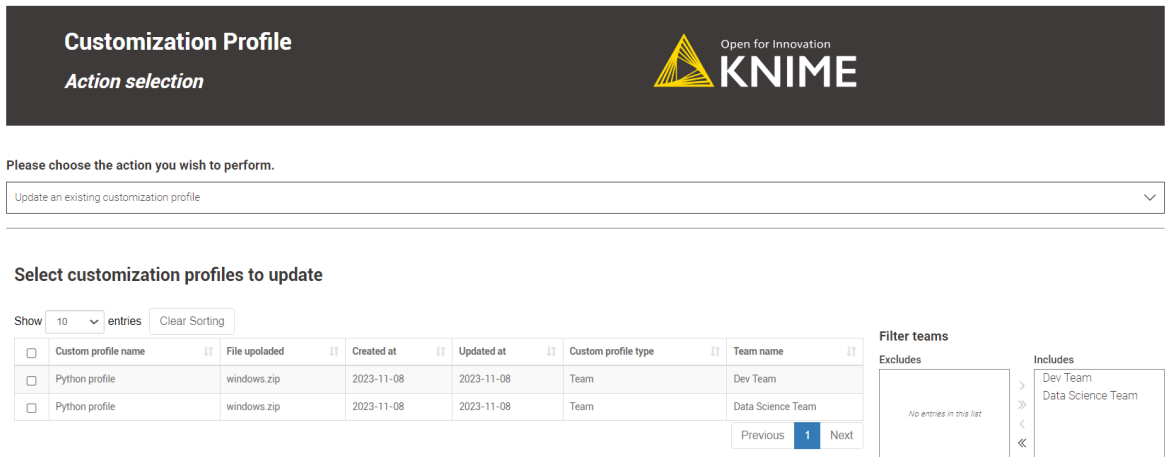 Customization Profile
Action selection
Open for Innovation
KNIME
Please choose the action you wish to perform.
Update an existing customization profile
Select customization profiles to update
Show 10 entries Clear Sorting
Custom profile name File upoladed Created at Updated at Custom profile type Team name
Python profile windows.zip 2023-11-08 2023-11-08 Team Dev Team
Python profile windows.zip 2023-11-08 2023-11-08 Team Data Science Team
Previous 1 Next
Filter teams
Excludes Includes
No entries in this list
Dev Team
Data Science Team